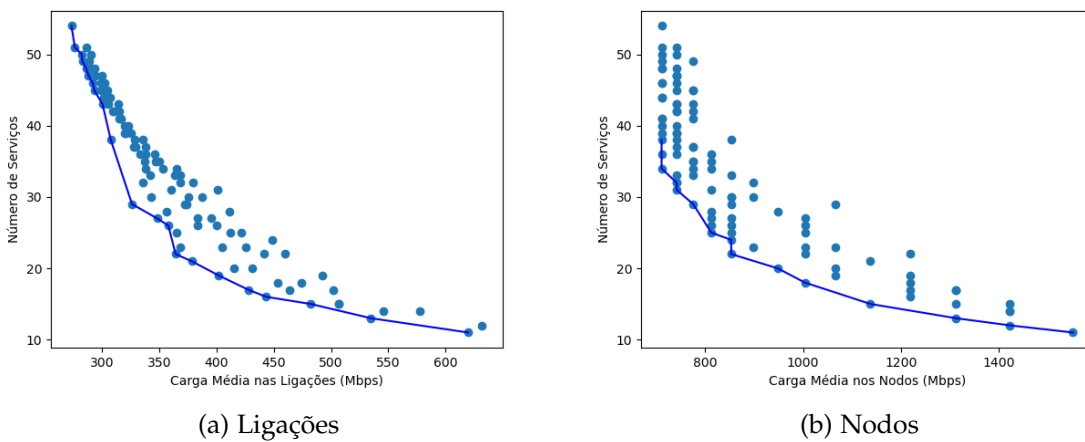 50
40
30
20
10
Número de Serviços
300 350 400 450 500 550 600
Carga Média nas Ligações (Mbps)
(a) Ligações
50
40
30
20
10
Número de Serviços
800 1000 1200 1400
Carga Média nos Nodos (Mbps)
(b) Nodos